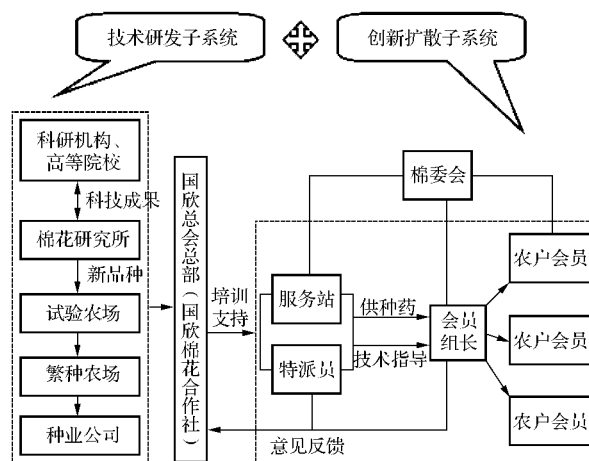 技术研发子系统
创新扩散子系统
科研机构、
高等院校
科技成果
棉花研究所
新品种
试验农场
繁种农场
种业公司
国欣总会总部(国欣棉花合作社)
培训
支持
棉委会
服务站
特派员
供种药
技术指导
会员
组长
农户会员
农户会员
农户会员
意见反馈